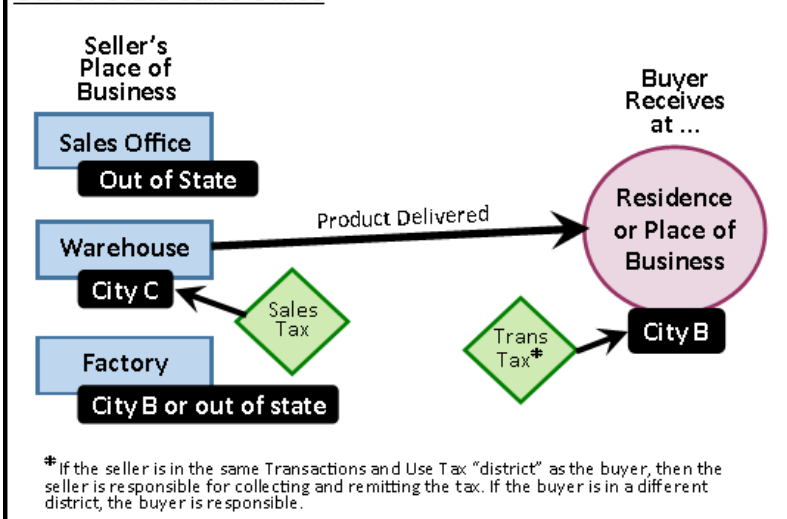 Seller's
Place of
Business
Sales Office
Out of State
Warehouse
City C
Sales
Tax
Factory
City B or out of state
Product Delivered
Buyer
Receives
at ...
Residence
or Place of
Business
City B
Trans
Tax*
*If the seller is in the same Transactions and Use Tax “district” as the buyer, then the
seller is responsible for collecting and remitting the tax. If the buyer is in a different
district, the buyer is responsible.